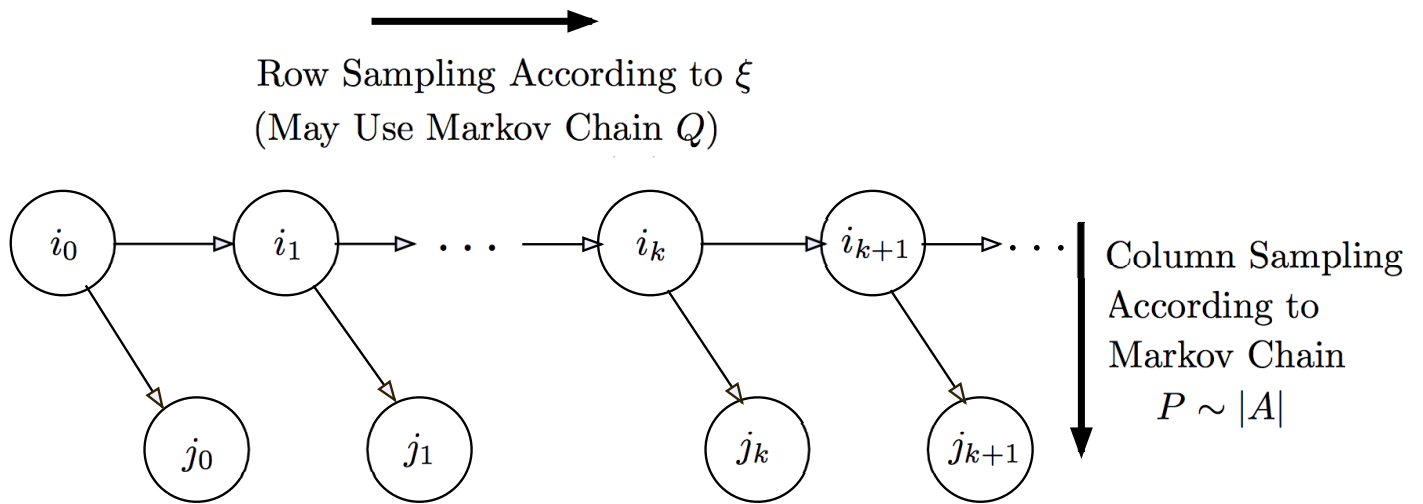 Row Sampling According to ξ
(May Use Markov Chain Q)
i₀ i₁ · · · iₖ iₖ₊₁ · · ·
Column Sampling
According to
Markov Chain
P ∼ |A|
j₀ j₁ jₖ jₖ₊₁